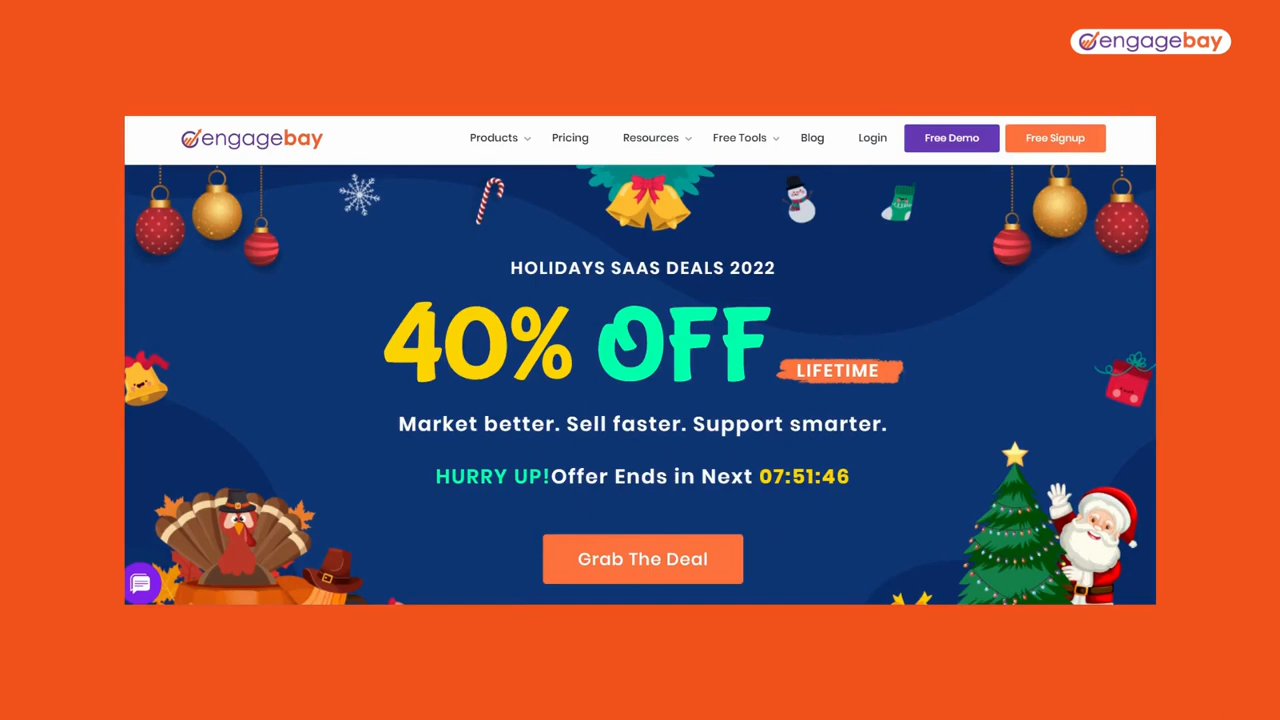 engagebay
engagebay Products Pricing Resources Free Tools Blog Login Free Demo Free Signup
HOLIDAYS SAAS DEALS 2022
40% OFF LIFETIME
Market better. Sell faster. Support smarter.
HURRY UP!Offer Ends in Next 07:51:46
Grab The Deal